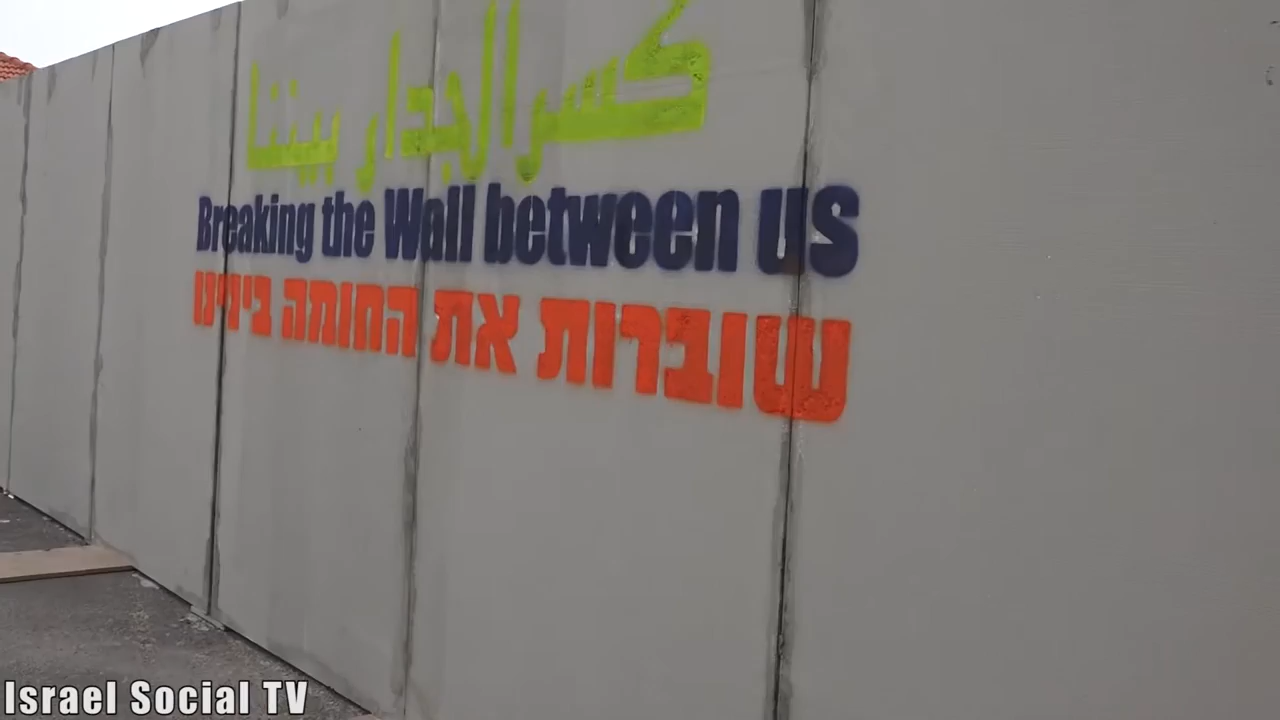 كسر الجدار بيننا
Breaking the Wall between us
שוברות את החומה בינינו
Israel Social TV